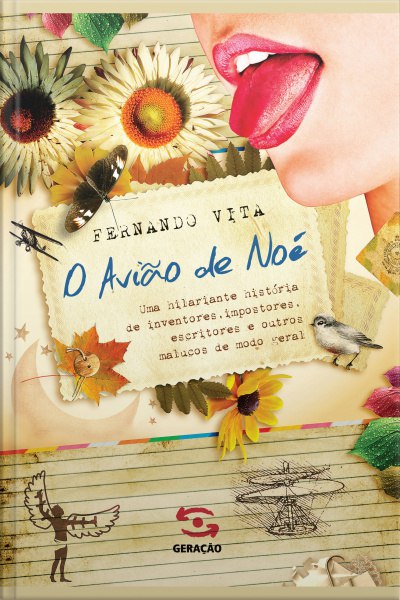 FERNANDO VITA
O Avião de Noé
Uma hilariante história
de inventores, impostores,
escritores e outros
malucos de modo geral
GERAÇÃO